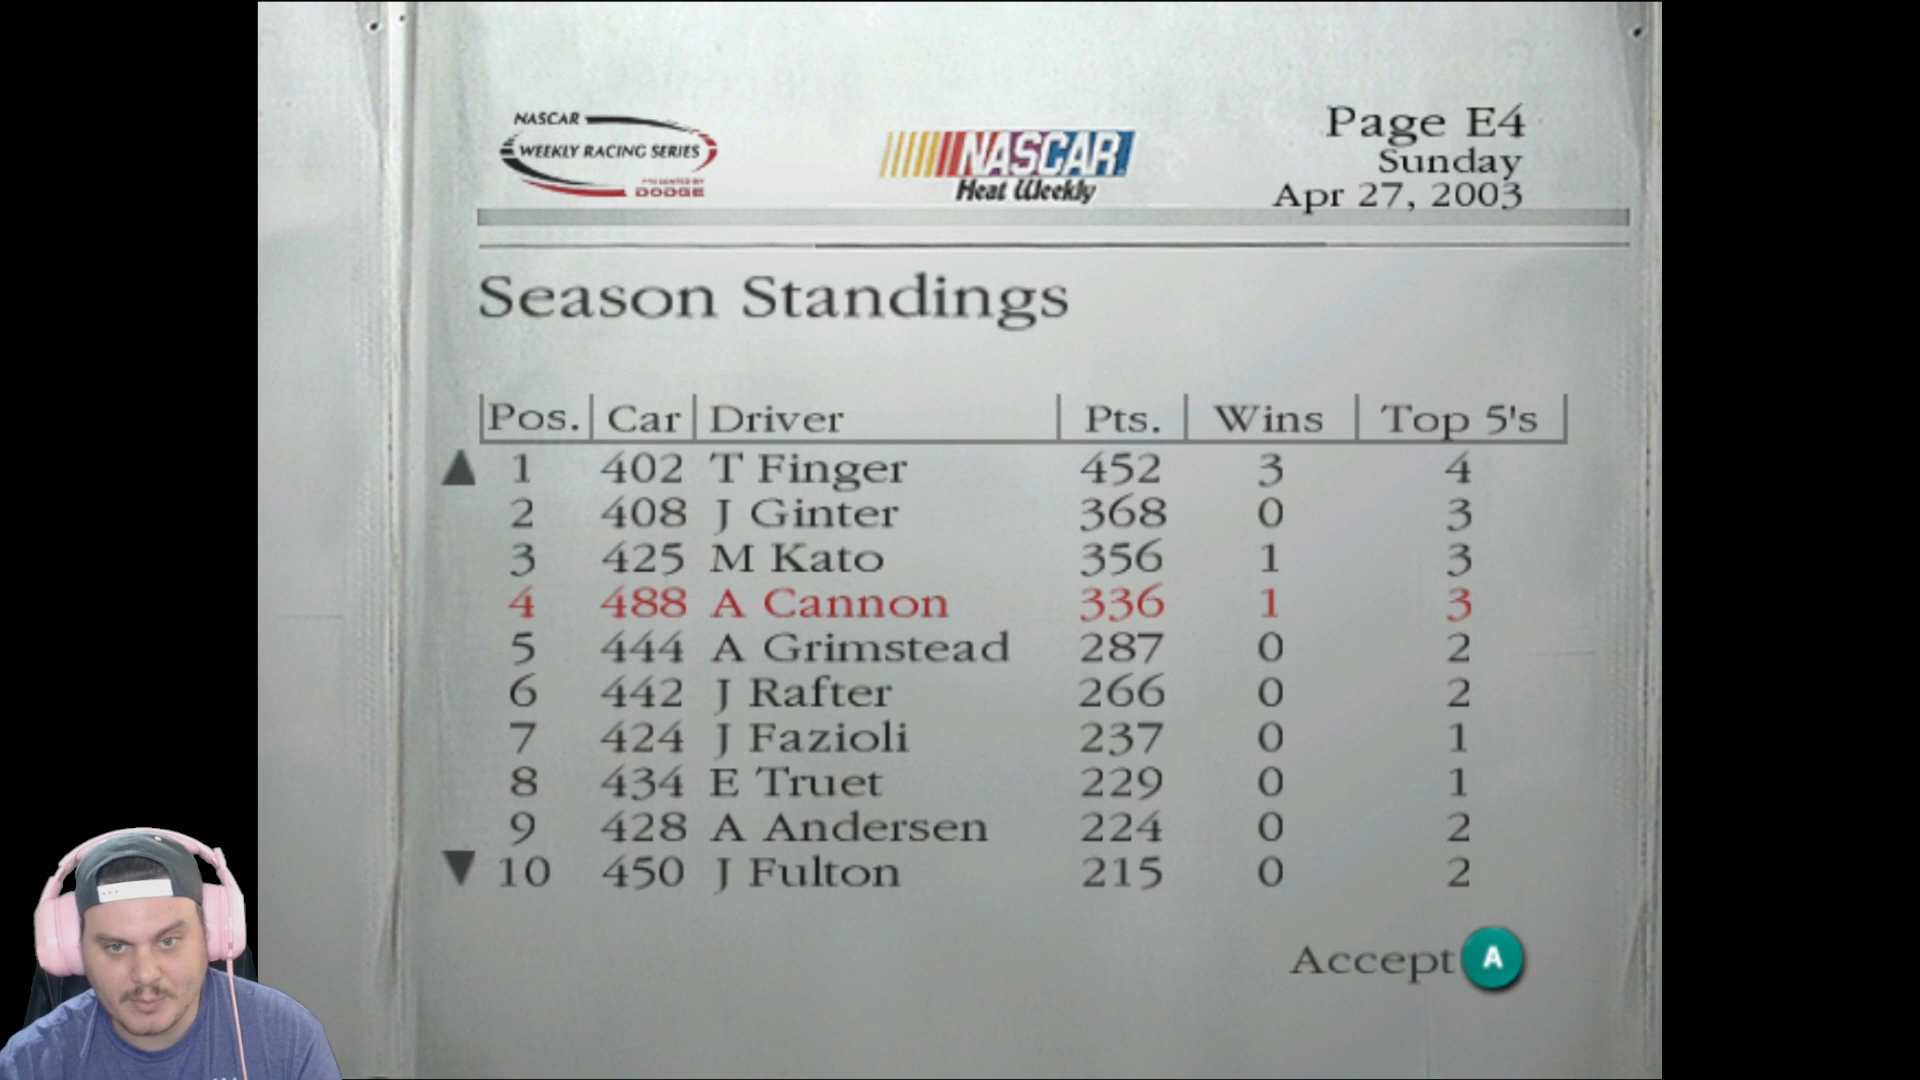 NASCAR
WEEKLY RACING SERIES
PRESENTED BY
DODGE
NASCAR
Heat Weekly
Page E4
Sunday
Apr 27, 2003
Season Standings
Pos. Car Driver Pts. Wins Top 5's
1 402 T Finger 452 3 4
2 408 J Ginter 368 0 3
3 425 M Kato 356 1 3
4 488 A Cannon 336 1 3
5 444 A Grimstead 287 0 2
6 442 J Rafter 266 0 2
7 424 J Fazioli 237 0 1
8 434 E Truet 229 0 1
9 428 A Andersen 224 0 2
10 450 J Fulton 215 0 2
Accept A